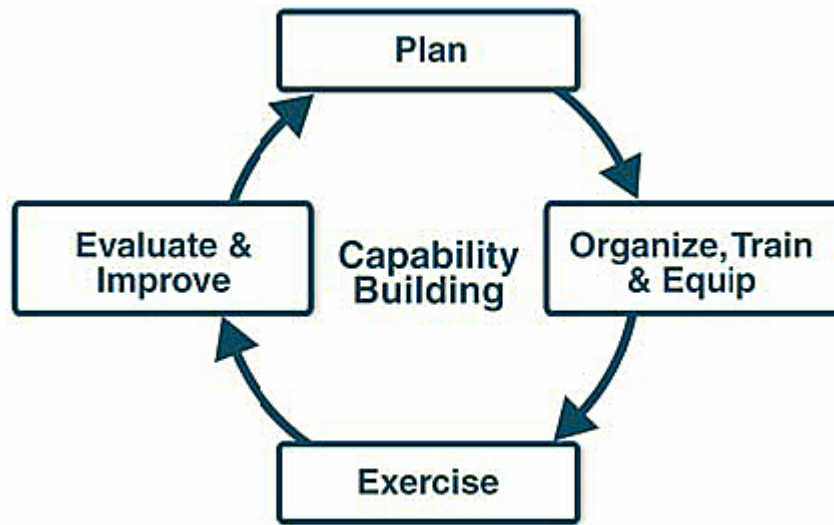 Plan
Evaluate &
Improve
Capability
Building
Organize, Train
& Equip
Exercise